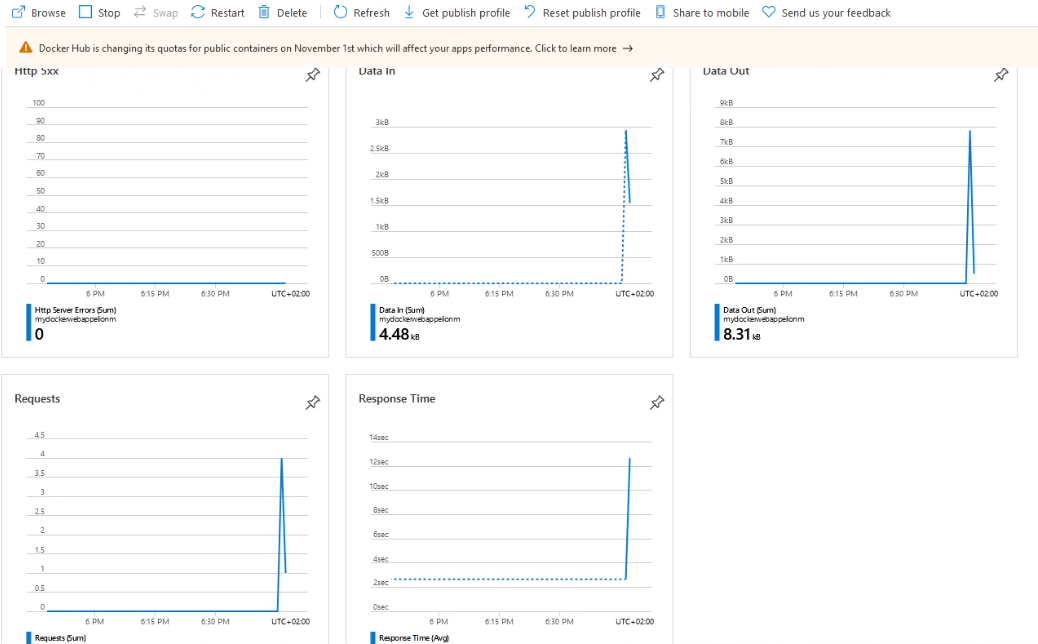 Browse Stop Swap Restart Delete Refresh Get publish profile Reset publish profile Share to mobile Send us your feedback
Docker Hub is changing its quotas for public containers on November 1st which will affect your apps performance. Click to learn more →
Http 5xx
100
90
80
70
60
50
40
30
20
10
0
6 PM 6:15 PM 6:30 PM UTC+02:00
Http Server Errors (Sum)
mydockerwebappelionm
0
Data In
3kB
2.5kB
2kB
1.5kB
1kB
500B
0B
6 PM 6:15 PM 6:30 PM UTC+02:00
Data In (Sum)
mydockerwebappelionm
4.48 kB
Data Out
9kB
8kB
7kB
6kB
5kB
4kB
3kB
2kB
1kB
0B
6 PM 6:15 PM 6:30 PM UTC+02:00
Data Out (Sum)
mydockerwebappelionm
8.31 kB
Requests
4.5
4
3.5
3
2.5
2
1.5
1
0.5
0
6 PM 6:15 PM 6:30 PM UTC+02:00
Requests (Sum)
Response Time
14sec
12sec
10sec
8sec
6sec
4sec
2sec
0sec
6 PM 6:15 PM 6:30 PM UTC+02:00
Response Time (Avg)